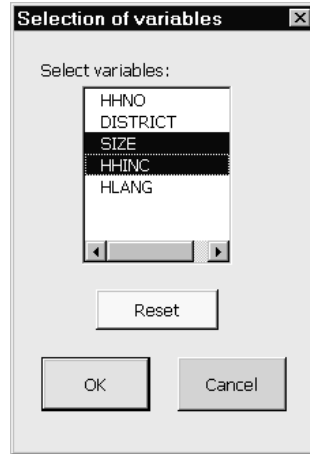 Selection of variables
Select variables:
HHNO
DISTRICT
SIZE
HHINC
HLANG
Reset
OK Cancel